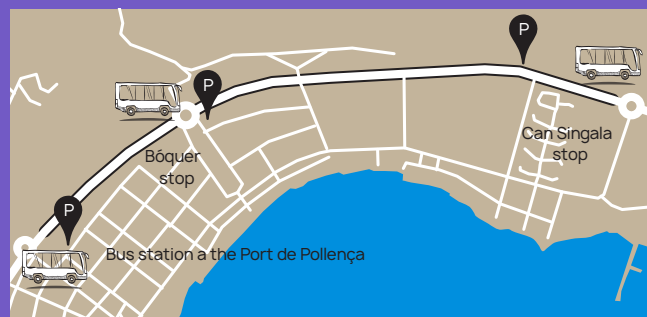 P
P
Can Singala
stop
Bóquer
stop
P
Bus station a the Port de Pollença